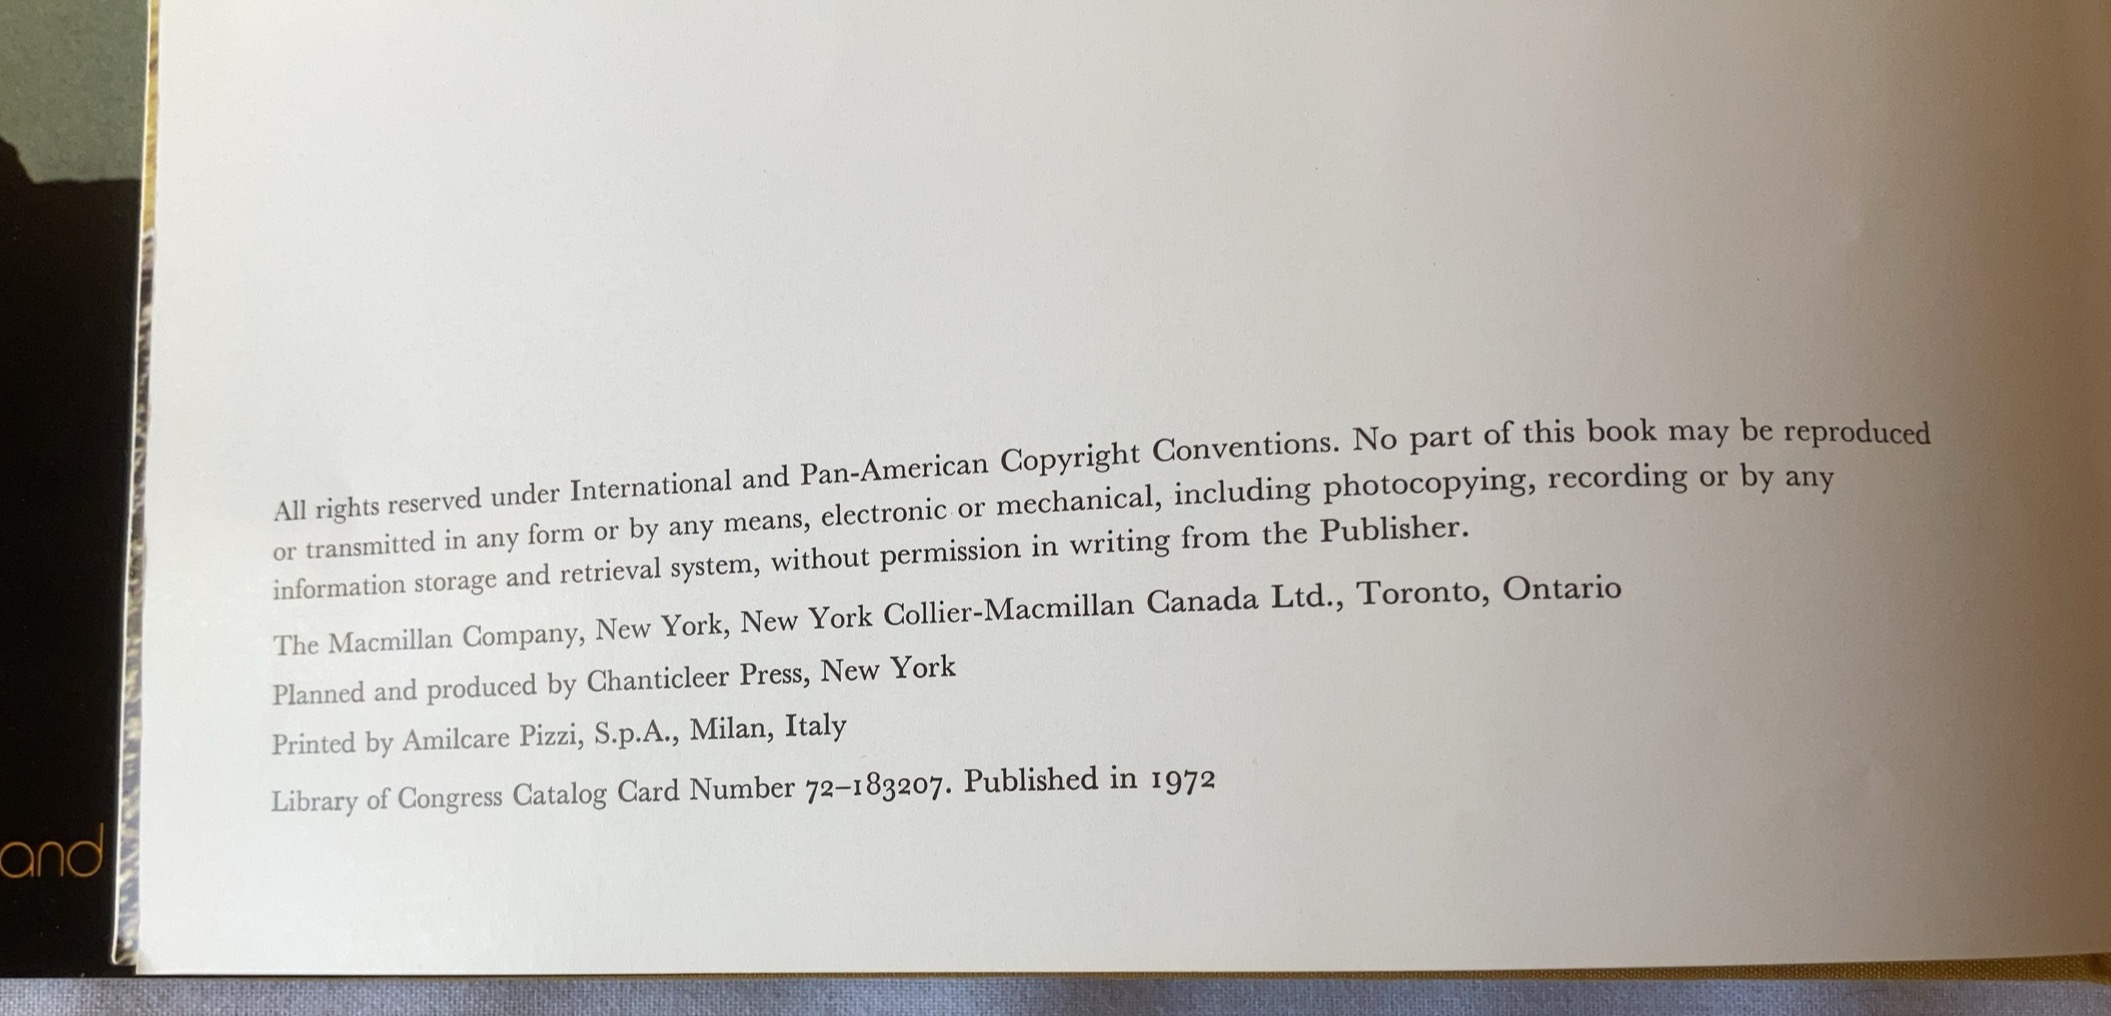 All rights reserved under International and Pan-American Copyright Conventions. No part of this book may be reproduced
or transmitted in any form or by any means, electronic or mechanical, including photocopying, recording or by any
information storage and retrieval system, without permission in writing from the Publisher.
The Macmillan Company, New York, New York Collier-Macmillan Canada Ltd., Toronto, Ontario
Planned and produced by Chanticleer Press, New York
Printed by Amilcare Pizzi, S.p.A., Milan, Italy
Library of Congress Catalog Card Number 72–183207. Published in 1972
and